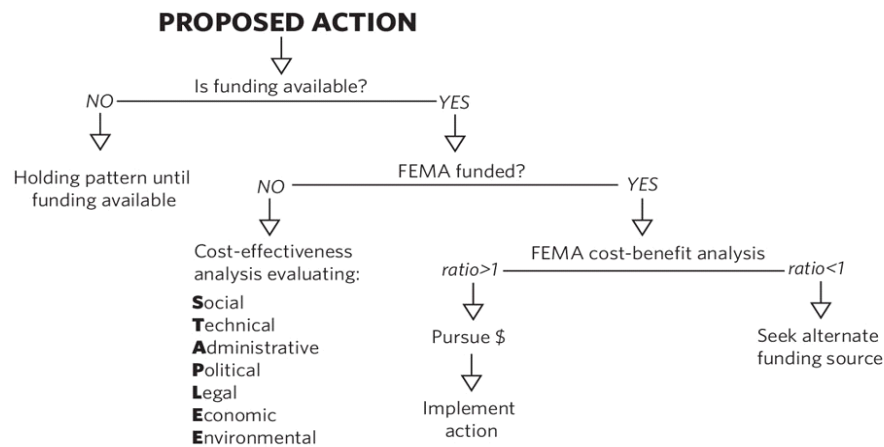 PROPOSED ACTION
Is funding available?
NO
YES
Holding pattern until
funding available
FEMA funded?
NO
YES
Cost-effectiveness
analysis evaluating:
Social
Technical
Administrative
Political
Legal
Economic
Environmental
FEMA cost-benefit analysis
ratio>1
ratio<1
Pursue $
Implement
action
Seek alternate
funding source